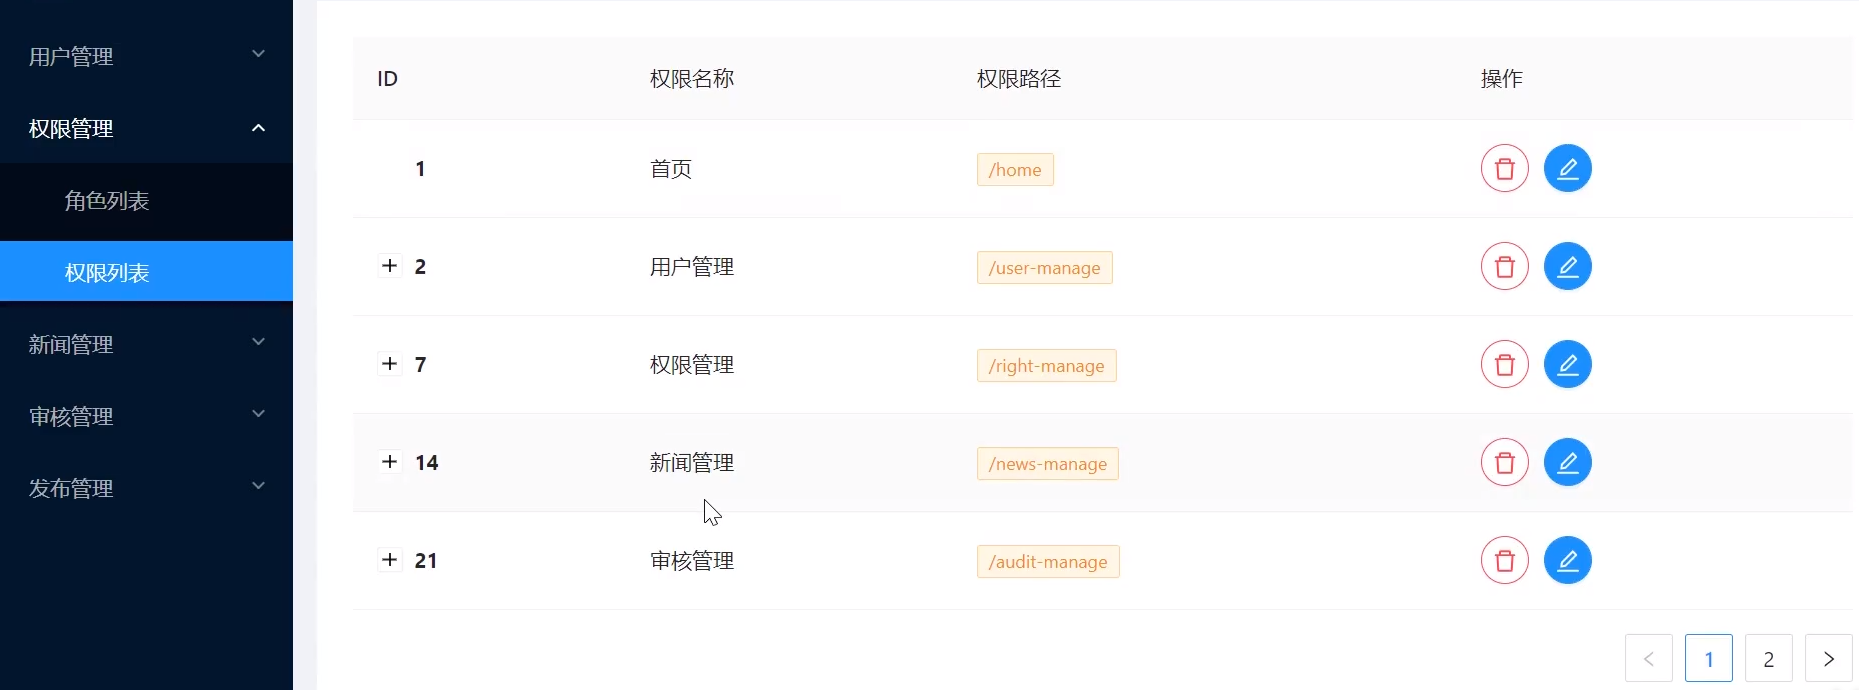 用户管理
权限管理
角色列表
权限列表
新闻管理
审核管理
发布管理
ID 权限名称 权限路径 操作
1 首页 /home
2 用户管理 /user-manage
7 权限管理 /right-manage
14 新闻管理 /news-manage
21 审核管理 /audit-manage
1 2